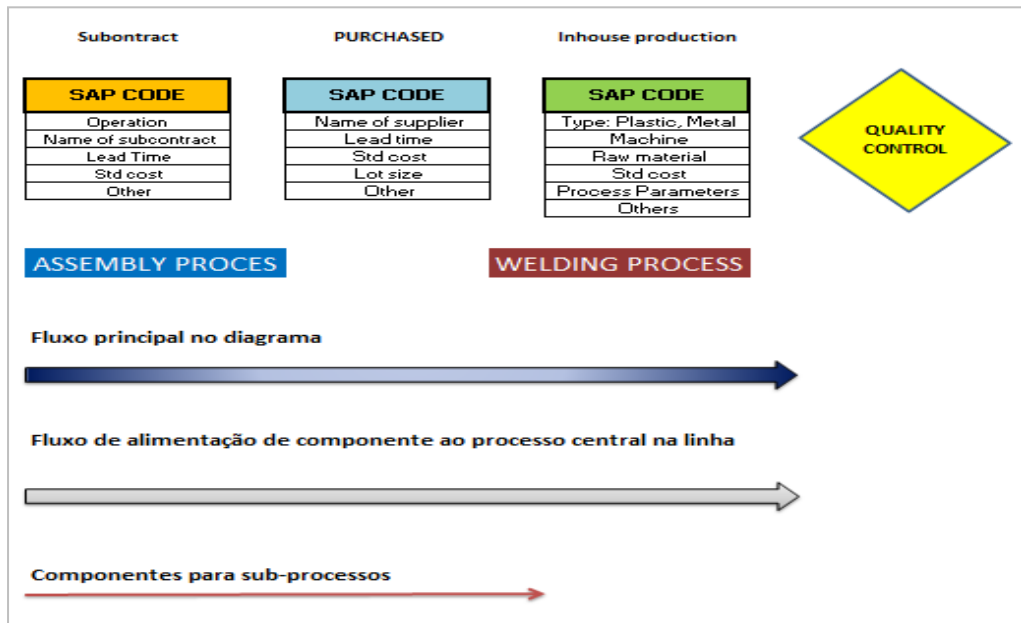 Subontract
PURCHASED
Inhouse production
SAP CODE
Operation
Name of subcontract
Lead Time
Std cost
Other
SAP CODE
Name of supplier
Lead time
Std cost
Lot size
Other
SAP CODE
Type: Plastic, Metal
Machine
Raw material
Std cost
Process Parameters
Others
QUALITY
CONTROL
ASSEMBLY PROCES
WELDING PROCESS
Fluxo principal no diagrama
Fluxo de alimentação de componente ao processo central na linha
Componentes para sub-processos